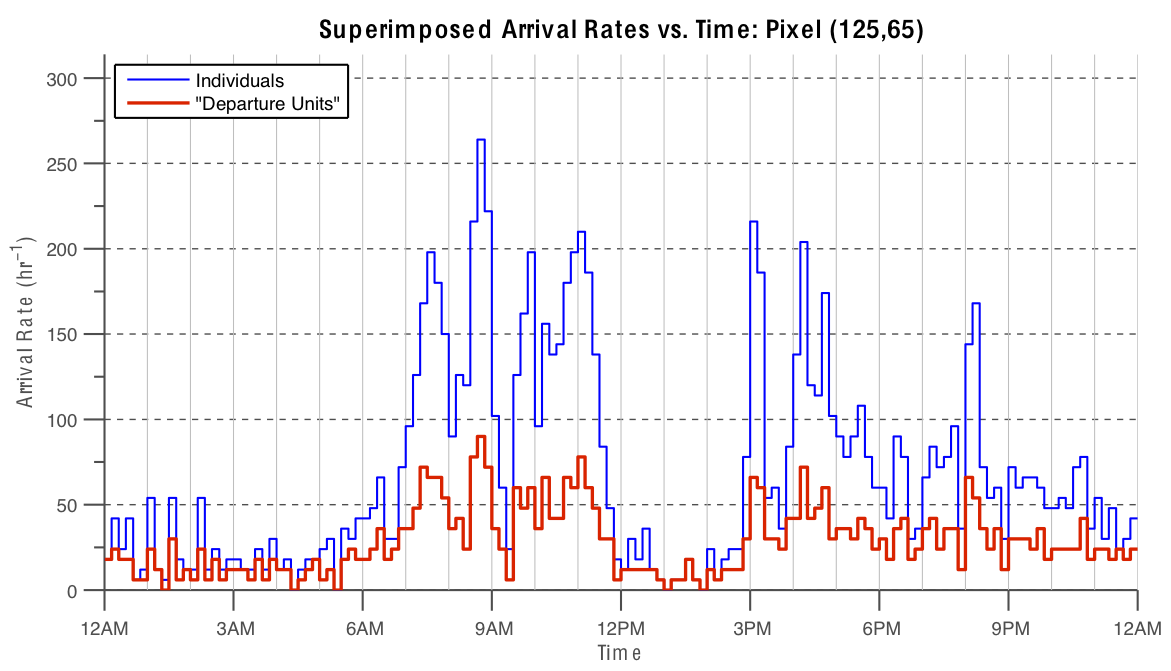 Superimposed Arrival Rates vs. Time: Pixel (125,65)
Individuals
"Departure Units"
Arrival Rate (hr⁻¹)
300
250
200
150
100
50
0
12AM 3AM 6AM 9AM 12PM 3PM 6PM 9PM 12AM
Time